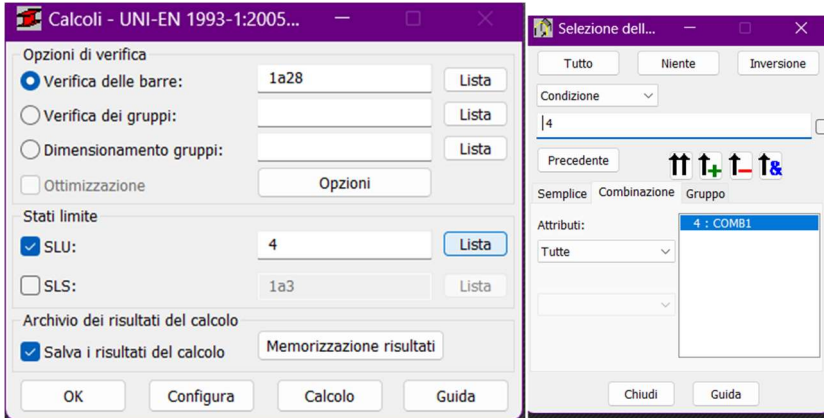 Calcoli - UNI-EN 1993-1:2005...
Opzioni di verifica
Verifica delle barre: 1a28 Lista
Verifica dei gruppi: Lista
Dimensionamento gruppi: Lista
Ottimizzazione Opzioni
Stati limite
SLU: 4 Lista
SLS: 1a3 Lista
Archivio dei risultati del calcolo
Salva i risultati del calcolo Memorizzazione risultati
OK Configura Calcolo Guida
Selezione dell...
Tutto Niente Inversione
Condizione
4
Precedente
Semplice Combinazione Gruppo
Attributi: 4 : COMB1
Tutte
Chiudi Guida